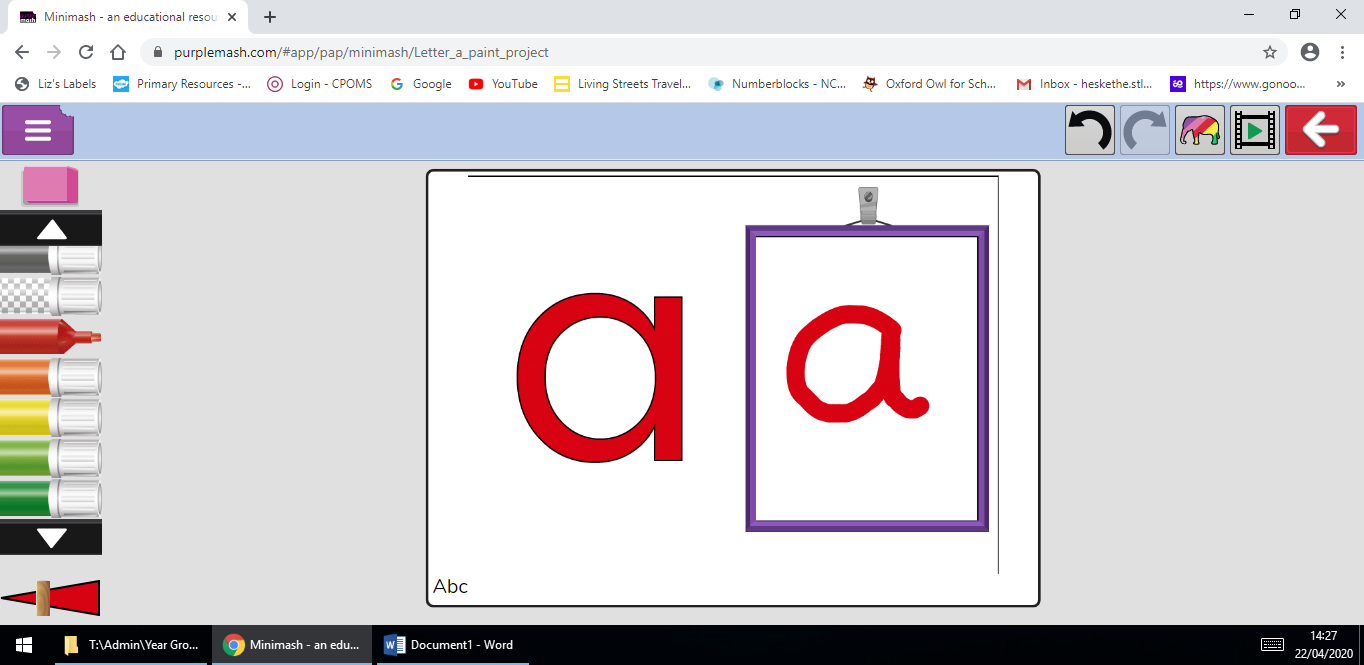 Minimash - an educational resou
purplemash.com/#app/pap/minimash/Letter_a_paint_project
Liz's Labels Primary Resources -... Login - CPOMS Google YouTube Living Streets Travel... Numberblocks - NC... Oxford Owl for Sch... Inbox - heskethe.stl... https://www.gonoo... »
a a
Abc
T:\Admin\Year Gro... Minimash - an edu... Document1 - Word
14:27
22/04/2020